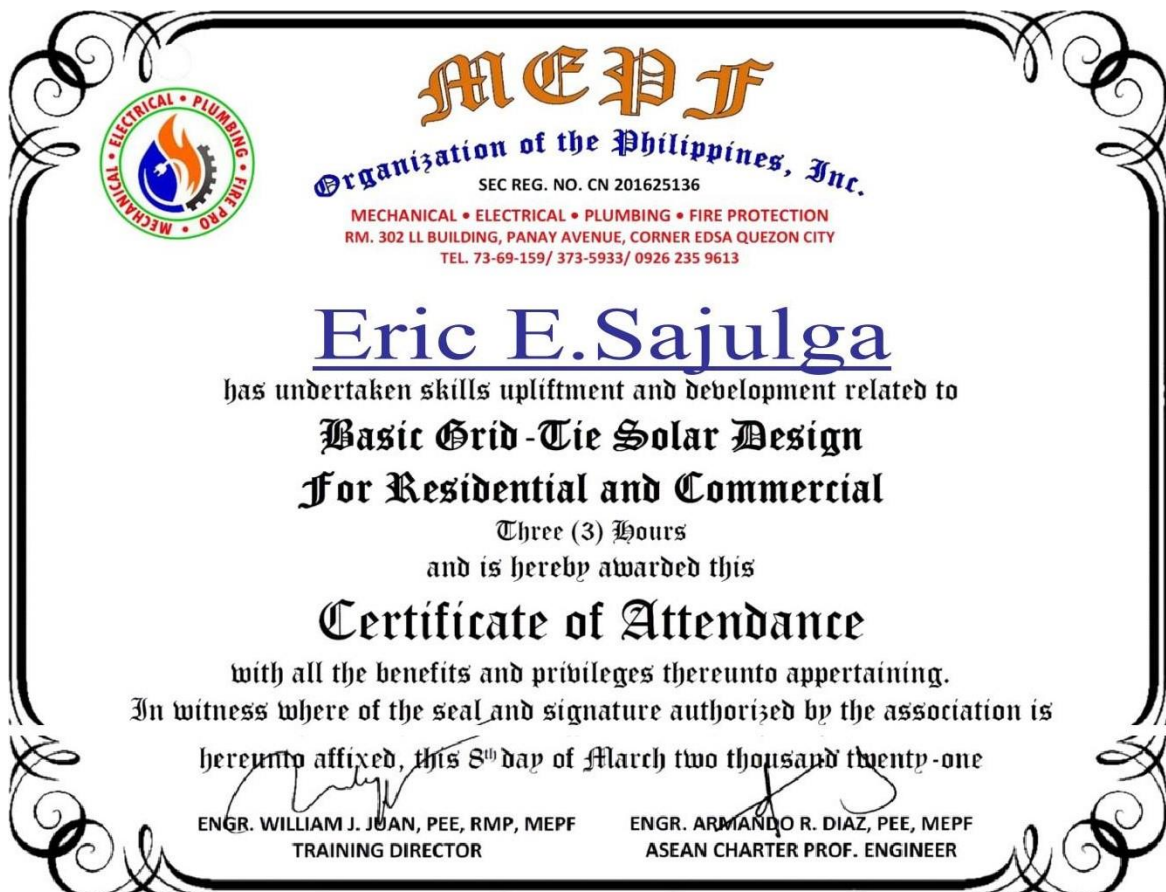 MECHANICAL • ELECTRICAL • PLUMBING • FIRE PRO •
MEPF
Organization of the Philippines, Inc.
SEC REG. NO. CN 201625136
MECHANICAL • ELECTRICAL • PLUMBING • FIRE PROTECTION
RM. 302 LL BUILDING, PANAY AVENUE, CORNER EDSA QUEZON CITY
TEL. 73-69-159/ 373-5933/ 0926 235 9613
Eric E.Sajulga
has undertaken skills upliftment and development related to
Basic Grid-Tie Solar Design
For Residential and Commercial
Three (3) Hours
and is hereby awarded this
Certificate of Attendance
with all the benefits and privileges thereunto appertaining.
In witness where of the seal and signature authorized by the association is
hereunto affixed, this 8th day of March two thousand twenty-one
ENGR. WILLIAM J. JUAN, PEE, RMP, MEPF
TRAINING DIRECTOR
ENGR. ARMANDO R. DIAZ, PEE, MEPF
ASEAN CHARTER PROF. ENGINEER